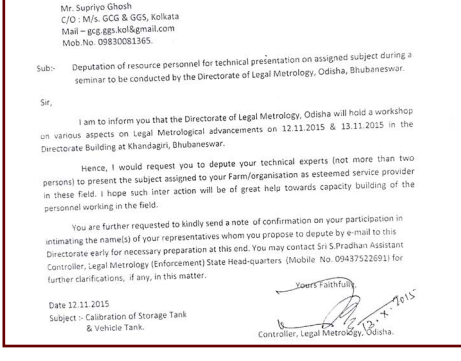 Mr. Supriyo Ghosh
C/O : M/s. GCG & GGS, Kolkata
Mail – gcg.ggs.kol&gmail.com
Mob.No. 09830081365.
Sub:- Deputation of resource personnel for technical presentation on assigned subject during a
seminar to be conducted by the Directorate of Legal Metrology, Odisha, Bhubaneswar.
Sir,
I am to inform you that the Directorate of Legal Metrology, Odisha will hold a workshop
on various aspects on Legal Metrological advancements on 12.11.2015 & 13.11.2015 in the
Directorate Building at Khandagiri, Bhubaneswar.
Hence, I would request you to depute your technical experts (not more than two
persons) to present the subject assigned to your Farm/organisation as esteemed service provider
in these field. I hope such inter action will be of great help towards capacity building of the
personnel working in the field.
You are further requested to kindly send a note of confirmation on your participation in
intimating the name(s) of your representatives whom you propose to depute by e-mail to this
Directorate early for necessary preparation at this end. You may contact Sri S.Pradhan Assistant
Controller, Legal Metrology (Enforcement) State Head-quarters (Mobile No. 09437522691) for
further clarifications, if any, in this matter.
Yours Faithfully,
Date 12.11.2015
Subject :- Calibration of Storage Tank
& Vehicle Tank.
13.X.2015
Controller, Legal Metrology, Odisha.